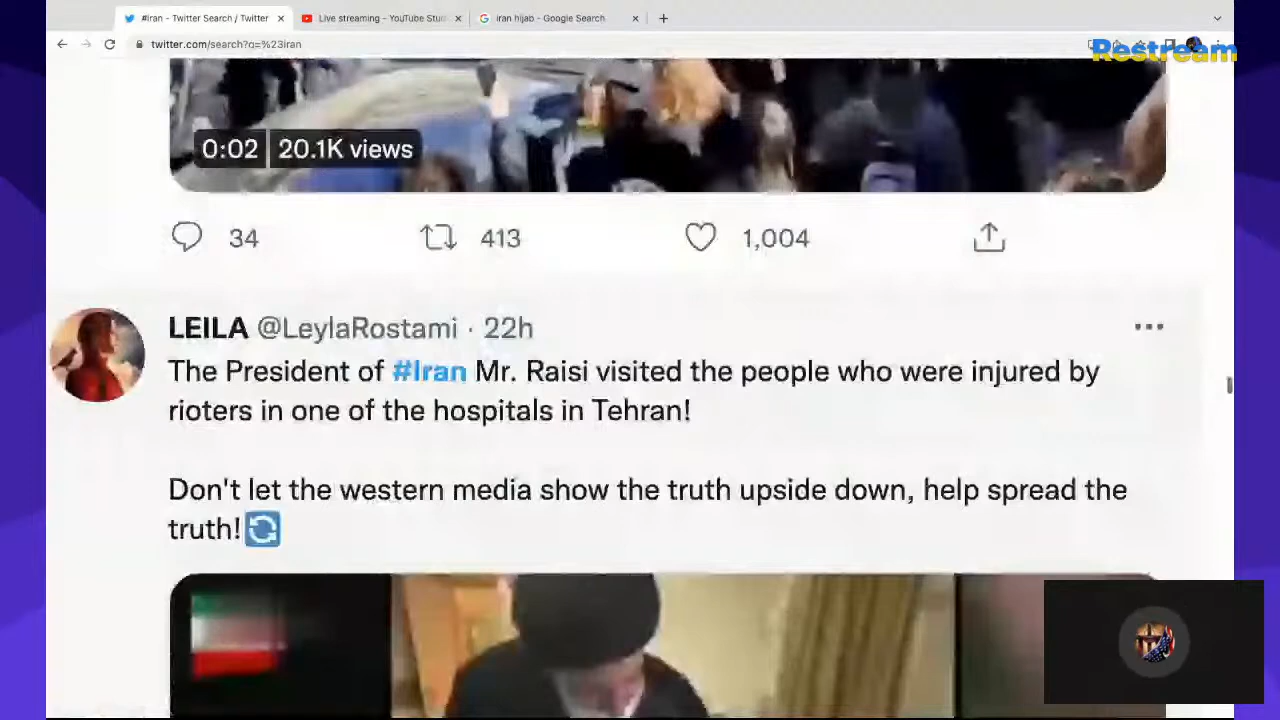 #Iran - Twitter Search / Twitter
Live streaming - YouTube Stu
iran hijab - Google Search
twitter.com/search?q=%23iran
Restream
0:02 20.1K views
34 413 1,004
LEILA @LeylaRostami · 22h
The President of #Iran Mr. Raisi visited the people who were injured by
rioters in one of the hospitals in Tehran!
Don't let the western media show the truth upside down, help spread the
truth!